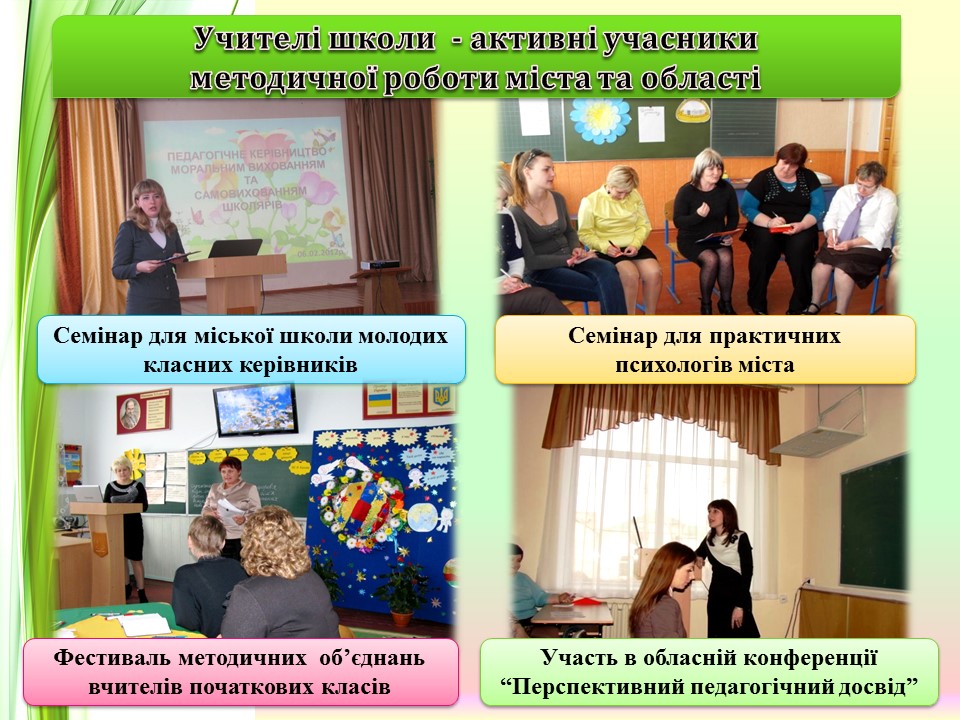 Учителі школи - активні учасники
методичної роботи міста та області
ПЕДАГОГІЧНЕ КЕРІВНИЦТВО
МОРАЛЬНИМ ВИХОВАННЯМ
ТА
САМОВИХОВАННЯМ
ШКОЛЯРІВ
06.02.2012р.
Семінар для міської школи молодих
класних керівників
Семінар для практичних
психологів міста
Фестиваль методичних об’єднань
вчителів початкових класів
Участь в обласній конференції
“Перспективний педагогічний досвід”